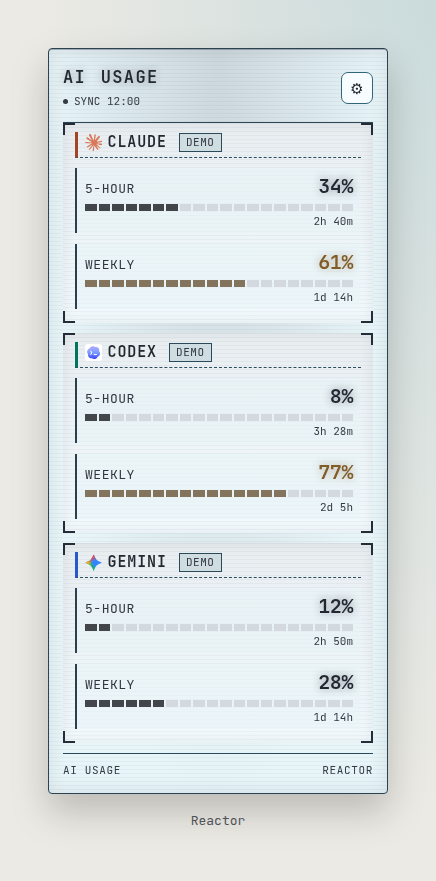 AI USAGE
SYNC 12:00
CLAUDE DEMO
5-HOUR 34%
2h 40m
WEEKLY 61%
1d 14h
CODEX DEMO
5-HOUR 8%
3h 28m
WEEKLY 77%
2d 5h
GEMINI DEMO
5-HOUR 12%
2h 50m
WEEKLY 28%
1d 14h
AI USAGE REACTOR
Reactor